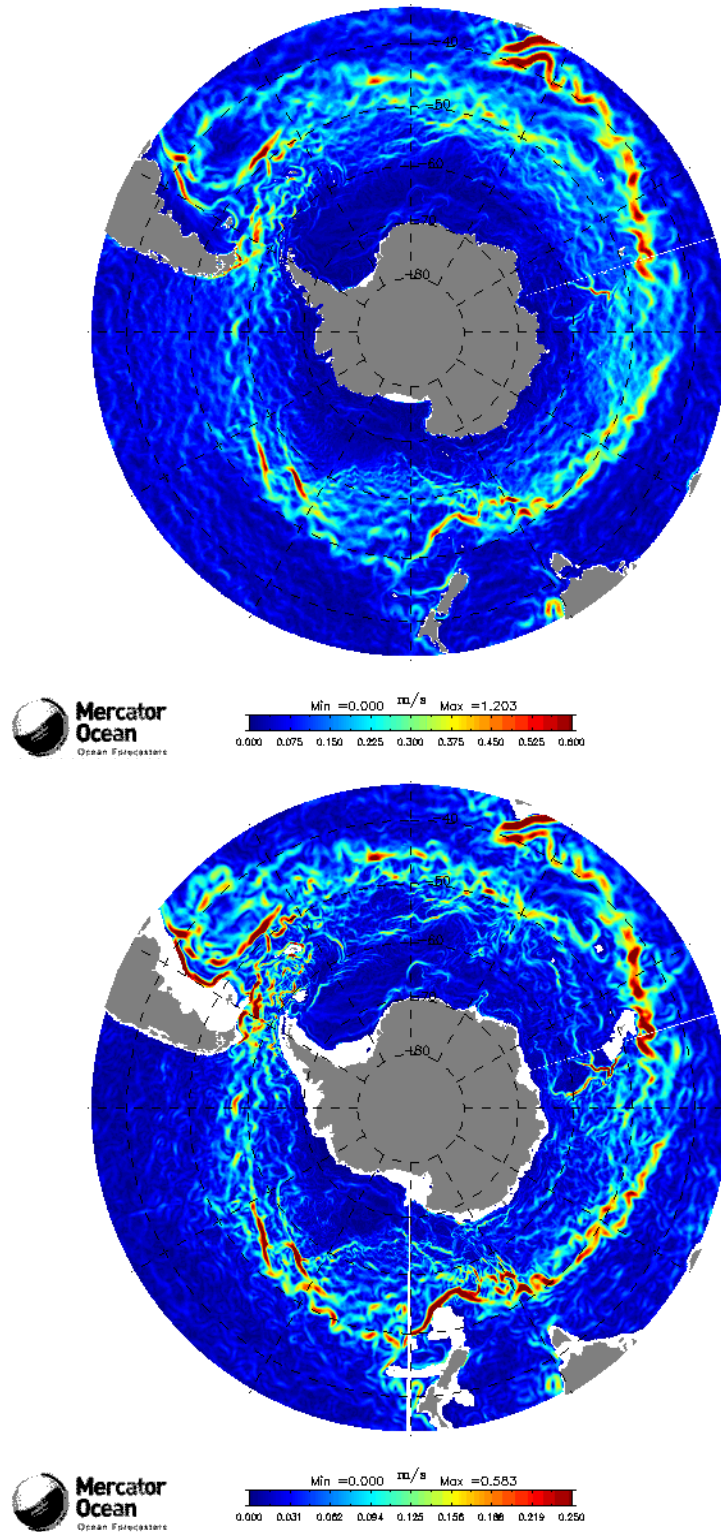 -40
-50
-60
-70
-80
Min =0.000 m/s Max =1.203
Mercator
Ocean
Ocean Forecasters
0.000 0.075 0.150 0.225 0.300 0.375 0.450 0.525 0.600
-40
-50
-60
-70
-80
Min =0.000 m/s Max =0.583
Mercator
Ocean
Ocean Forecasters
0.000 0.031 0.062 0.094 0.125 0.156 0.188 0.219 0.250